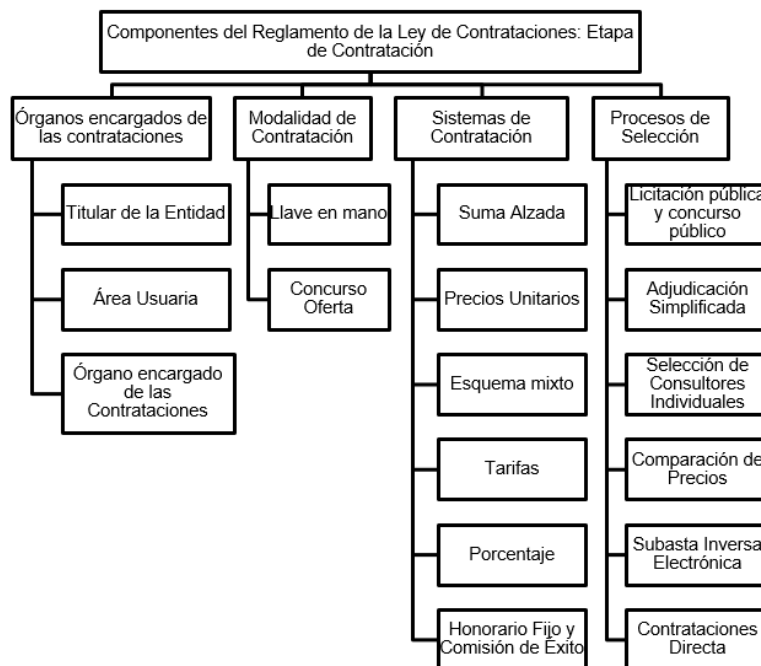 Componentes del Reglamento de la Ley de Contrataciones: Etapa
de Contratación
Órganos encargados de
las contrataciones
Titular de la Entidad
Área Usuaria
Órgano encargado
de las
Contrataciones
Modalidad de
Contratación
Llave en mano
Concurso
Oferta
Sistemas de
Contratación
Suma Alzada
Precios Unitarios
Esquema mixto
Tarifas
Porcentaje
Honorario Fijo y
Comisión de Éxito
Procesos de
Selección
Licitación pública
y concurso
público
Adjudicación
Simplificada
Selección de
Consultores
Individuales
Comparación de
Precios
Subasta Inversa
Electrónica
Contrataciones
Directa